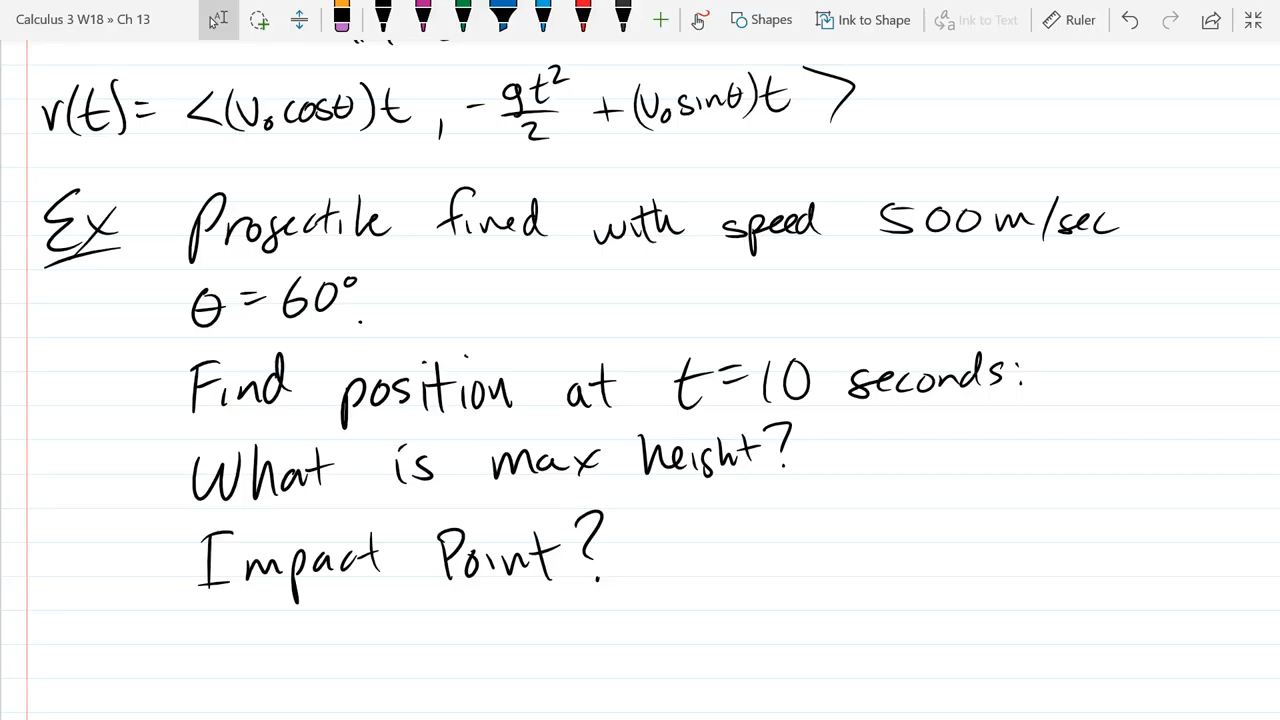 Calculus 3 W18 » Ch 13
Shapes Ink to Shape Ink to Text Ruler
r(t)= <(v₀cosθ)t , - gt²/2 + (v₀sinθ)t >
Ex Projectile fired with speed 500m/sec
θ = 60°.
Find position at t=10 seconds:
What is max height?
Impact Point?